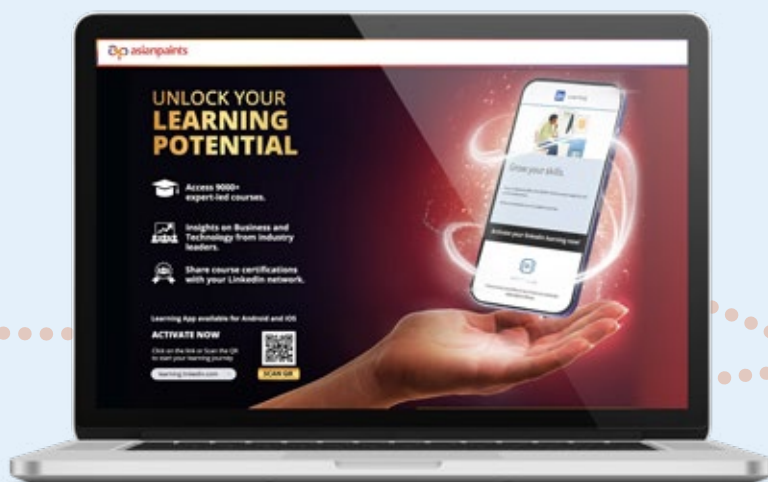 asianpaints
UNLOCK YOUR
LEARNING
POTENTIAL
Access 9000+
expert-led courses.
Insights on Business and
Technology from industry
leaders.
Share course certifications
with your LinkedIn network.
Learning App available for Android and iOS
ACTIVATE NOW
Click on the link or Scan the QR
to start your learning journey
learning.linkedin.com
SCAN QR
Grow your skills
Activate your linkedin learning now!